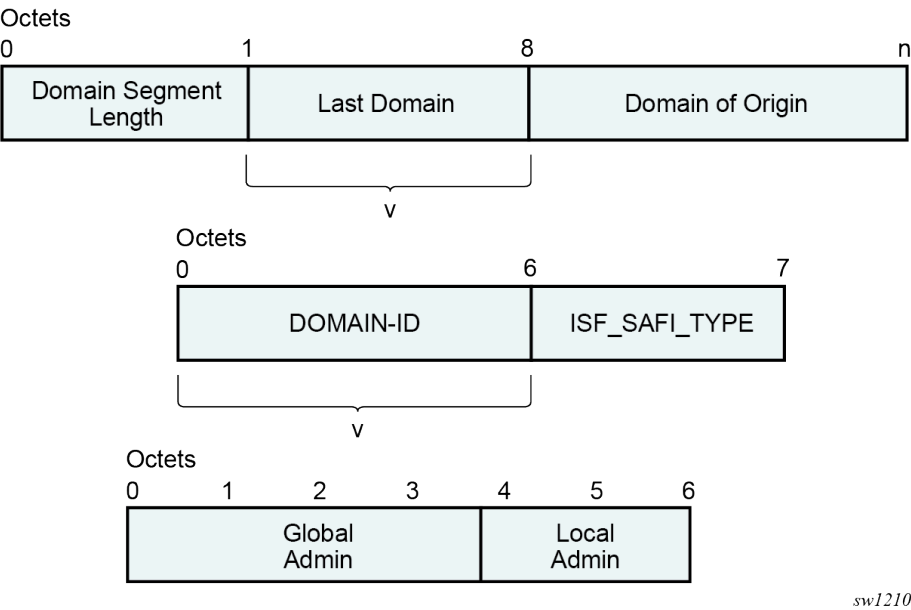 Octets
0 1 8 n
Domain Segment
Length
Last Domain
Domain of Origin
v
Octets
0 6 7
DOMAIN-ID
ISF_SAFI_TYPE
v
Octets
0 1 2 3 4 5 6
Global
Admin
Local
Admin
sw1210